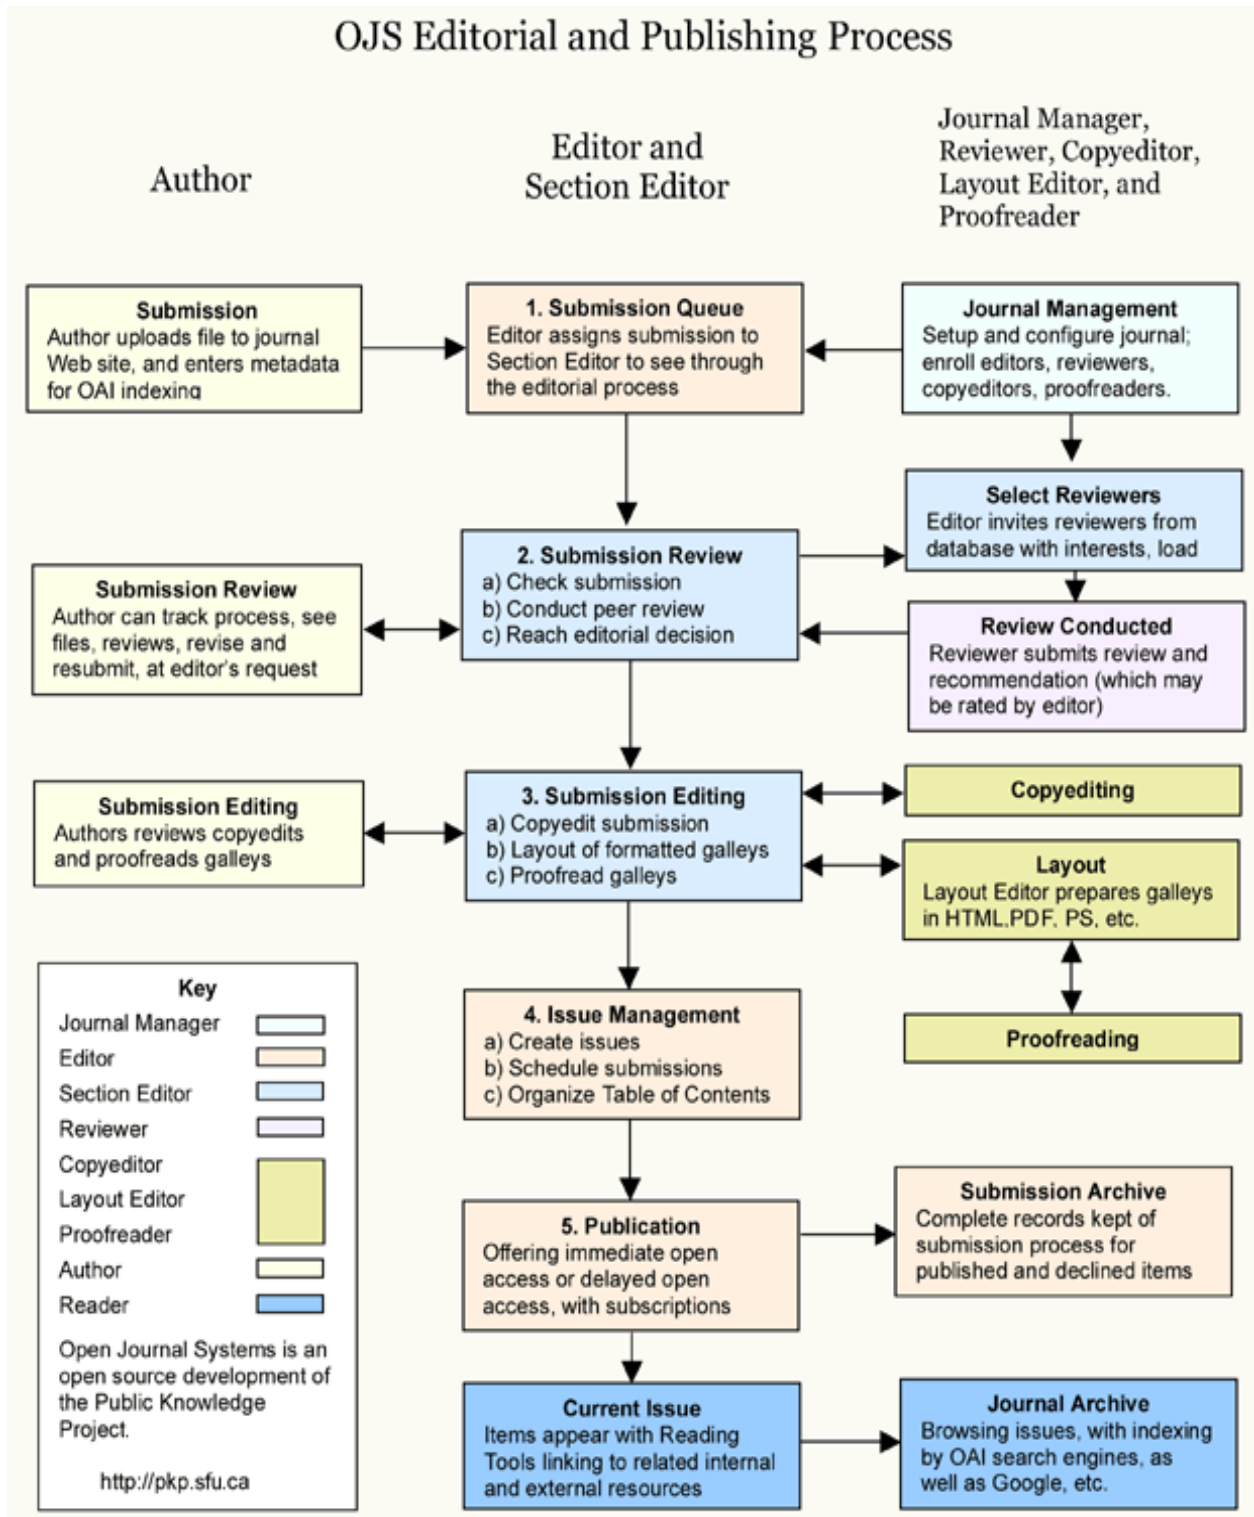 OJS Editorial and Publishing Process
Author
Editor and
Section Editor
Journal Manager,
Reviewer, Copyeditor,
Layout Editor, and
Proofreader
Submission
Author uploads file to journal
Web site, and enters metadata
for OAI indexing
1. Submission Queue
Editor assigns submission to
Section Editor to see through
the editorial process
Journal Management
Setup and configure journal;
enroll editors, reviewers,
copyeditors, proofreaders.
Select Reviewers
Editor invites reviewers from
database with interests, load
Submission Review
Author can track process, see
files, reviews, revise and
resubmit, at editor's request
2. Submission Review
a) Check submission
b) Conduct peer review
c) Reach editorial decision
Review Conducted
Reviewer submits review and
recommendation (which may
be rated by editor)
Submission Editing
Authors reviews copyedits
and proofreads galleys
3. Submission Editing
a) Copyedit submission
b) Layout of formatted galleys
c) Proofread galleys
Copyediting
Layout
Layout Editor prepares galleys
in HTML,PDF, PS, etc.
Proofreading
4. Issue Management
a) Create issues
b) Schedule submissions
c) Organize Table of Contents
5. Publication
Offering immediate open
access or delayed open
access, with subscriptions
Submission Archive
Complete records kept of
submission process for
published and declined items
Current Issue
Items appear with Reading
Tools linking to related internal
and external resources
Journal Archive
Browsing issues, with indexing
by OAI search engines, as
well as Google, etc.
Key
Journal Manager
Editor
Section Editor
Reviewer
Copyeditor
Layout Editor
Proofreader
Author
Reader
Open Journal Systems is an
open source development of
the Public Knowledge
Project.
http://pkp.sfu.ca